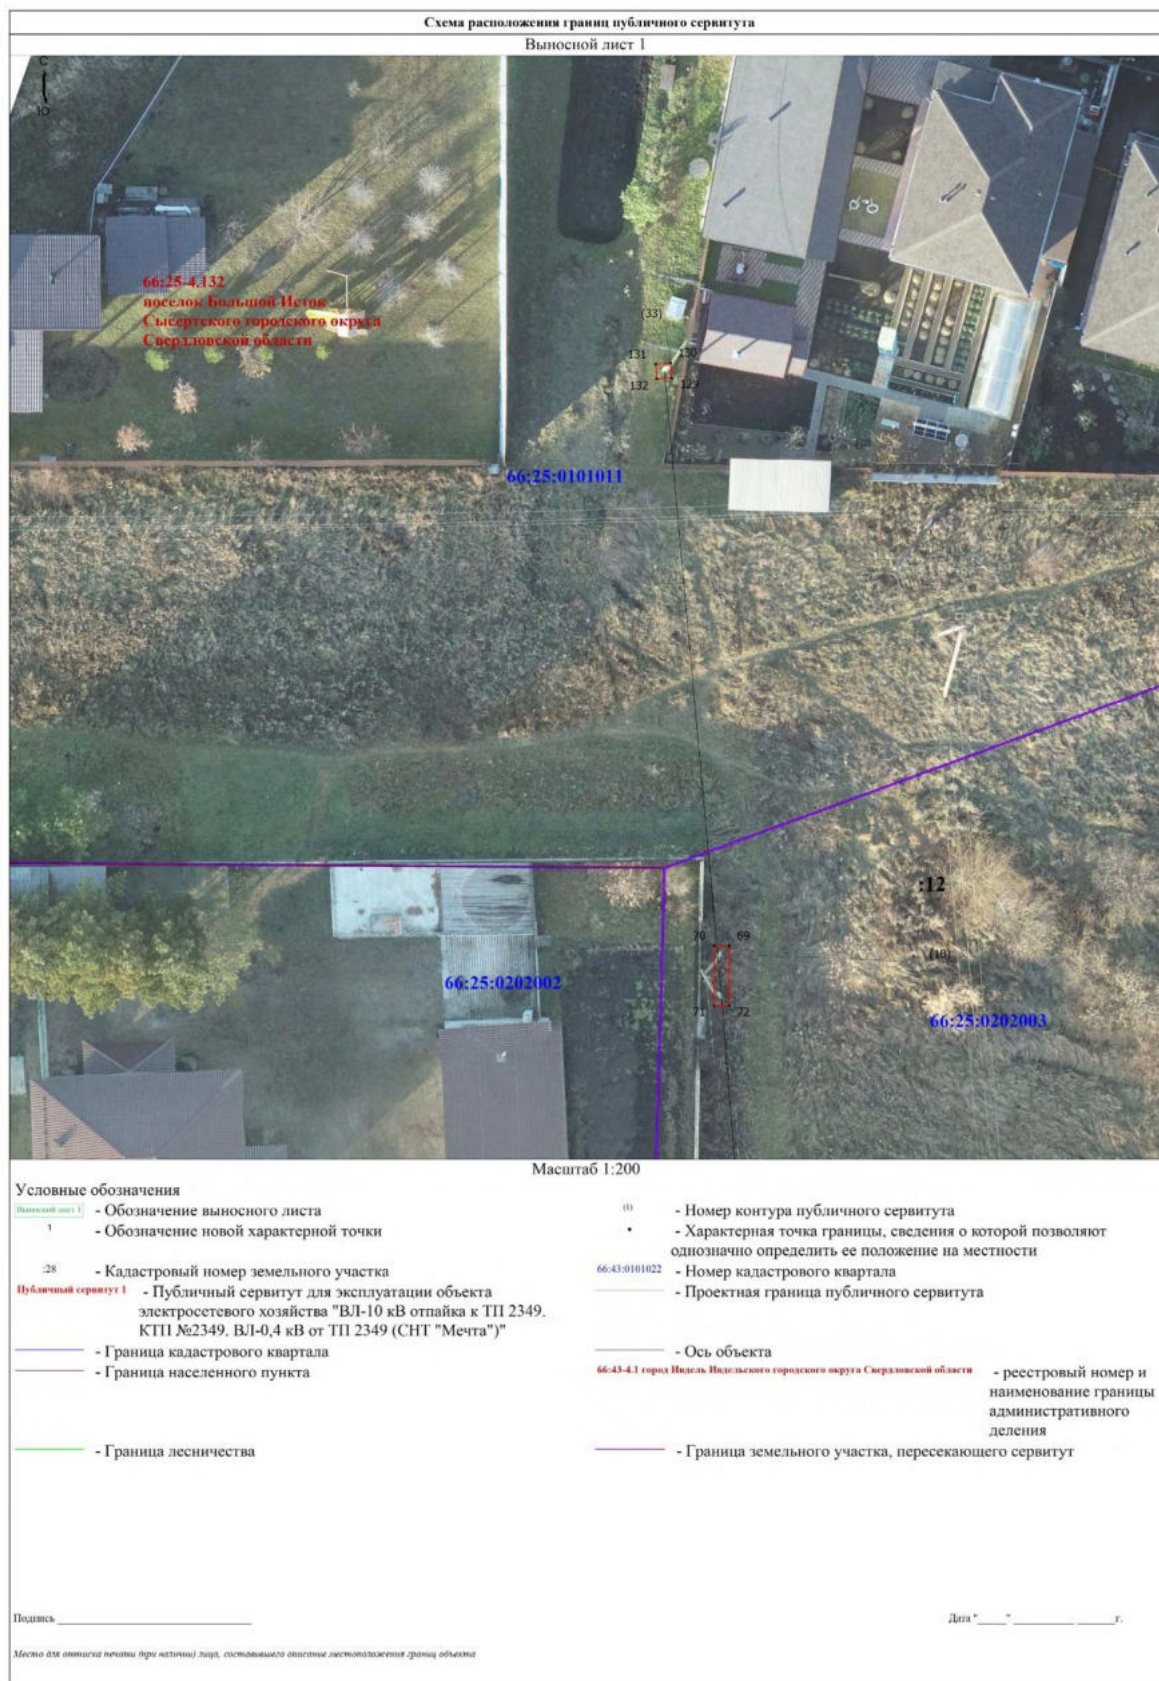 Схема расположения границ публичного сервитута
Выносной лист 1
С
Ю
66:25-4.132
поселок Большой Исток
Сысертского городского округа
Свердловской области
(33)
131 130
132 129
66:25:0101011
:12
70 69
(10)
66:25:0202002
71 72
66:25:0202003
Масштаб 1:200
Условные обозначения
Выносной лист 1 - Обозначение выносного листа
(1) - Номер контура публичного сервитута
1 - Обозначение новой характерной точки
- Характерная точка границы, сведения о которой позволяют
однозначно определить ее положение на местности
:28 - Кадастровый номер земельного участка
66:43:0101022 - Номер кадастрового квартала
Публичный сервитут 1 - Публичный сервитут для эксплуатации объекта
электросетевого хозяйства "ВЛ-10 кВ отпайка к ТП 2349.
КТП №2349. ВЛ-0,4 кВ от ТП 2349 (СНТ "Мечта")"
- Проектная граница публичного сервитута
- Граница кадастрового квартала
- Ось объекта
- Граница населенного пункта
66:43-4.1 город Ивдель Ивдельского городского округа Свердловской области - реестровый номер и
наименование границы
административного
деления
- Граница лесничества
- Граница земельного участка, пересекающего сервитут
Подпись
Дата "_____" ___________ _______г.
Место для оттиска печати (при наличии) лица, составившего описание местоположения границ объекта